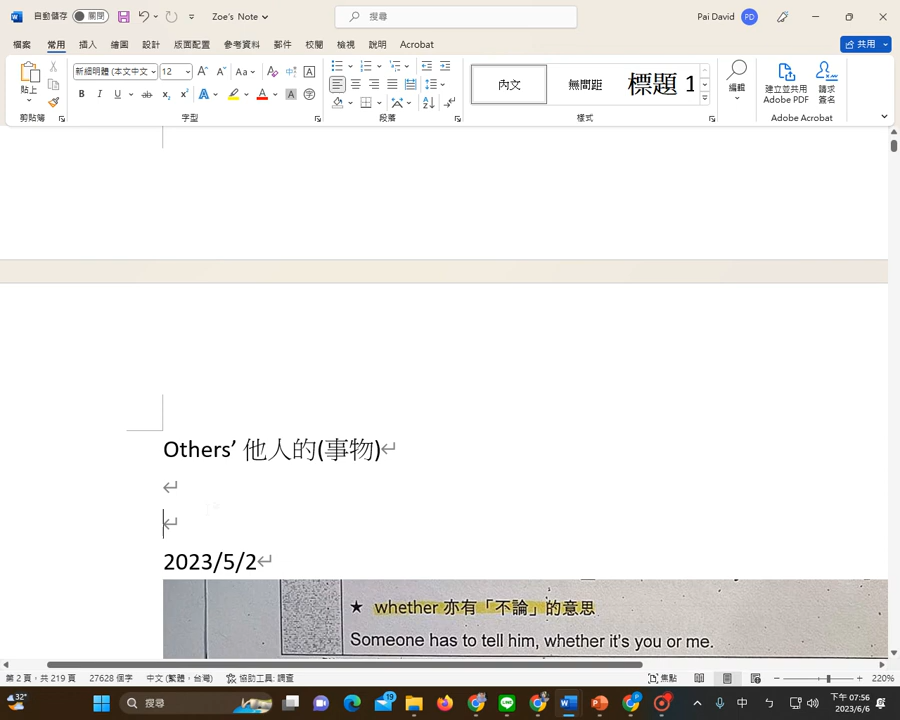 自動儲存 關閉 Zoe's Note 搜尋 Pai David PD
檔案 常用 插入 繪圖 設計 版面配置 參考資料 郵件 校閱 檢視 說明 Acrobat 共用
貼上 新細明體 (本文中文 12 A A Aa A
B I U ab x₂ x² A A A 字
內文 無間距 標題 1
編輯 建立並共用 Adobe PDF 請求 簽名
剪貼簿 字型 段落 樣式 Adobe Acrobat
Others’ 他人的(事物)
2023/5/2
★ whether 亦有「不論」的意思
Someone has to tell him, whether it's you or me.
第 2 頁，共 219 頁 27628 個字 中文 (繁體，台灣) 協助工具: 調查 焦點 220%
32° 搜尋 19 中 下午 07:56
2023/6/6